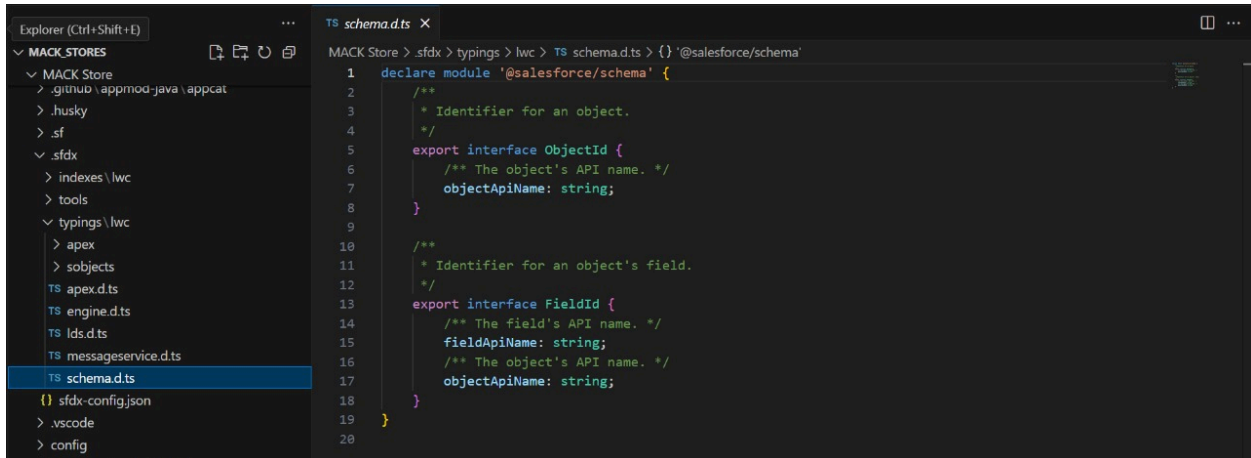 Explorer (Ctrl+Shift+E)
MACK_STORES
MACK Store
.github\appmod-java\appcat
.husky
.sf
.sfdx
indexes\lwc
tools
typings\lwc
apex
sobjects
TS apex.d.ts
TS engine.d.ts
TS lds.d.ts
TS messageservice.d.ts
TS schema.d.ts
{} sfdx-config.json
.vscode
config
TS schema.d.ts
MACK Store > .sfdx > typings > lwc > TS schema.d.ts > {} '@salesforce/schema'
1 declare module '@salesforce/schema' {
2 /**
3 * Identifier for an object.
4 */
5 export interface ObjectId {
6 /** The object's API name. */
7 objectApiName: string;
8 }
9
10 /**
11 * Identifier for an object's field.
12 */
13 export interface FieldId {
14 /** The field's API name. */
15 fieldApiName: string;
16 /** The object's API name. */
17 objectApiName: string;
18 }
19 }
20